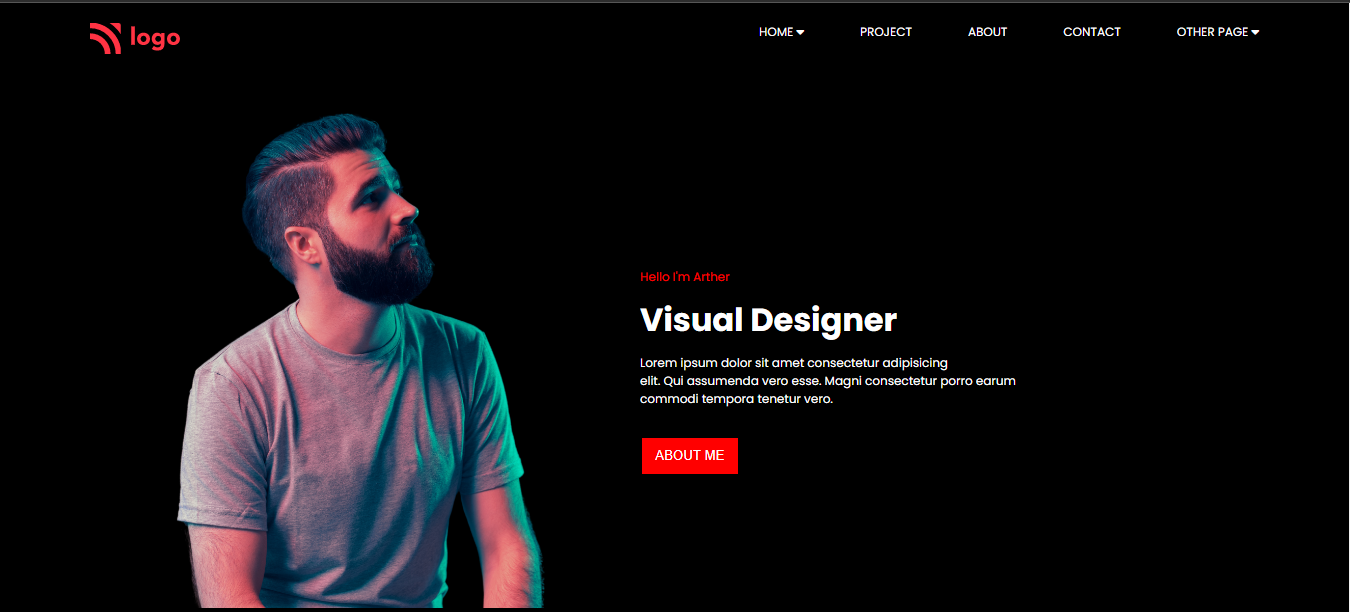 logo
HOME
PROJECT
ABOUT
CONTACT
OTHER PAGE
Hello I'm Arther
Visual Designer
Lorem ipsum dolor sit amet consectetur adipisicing
elit. Qui assumenda vero esse. Magni consectetur porro earum
commodi tempora tenetur vero.
ABOUT ME